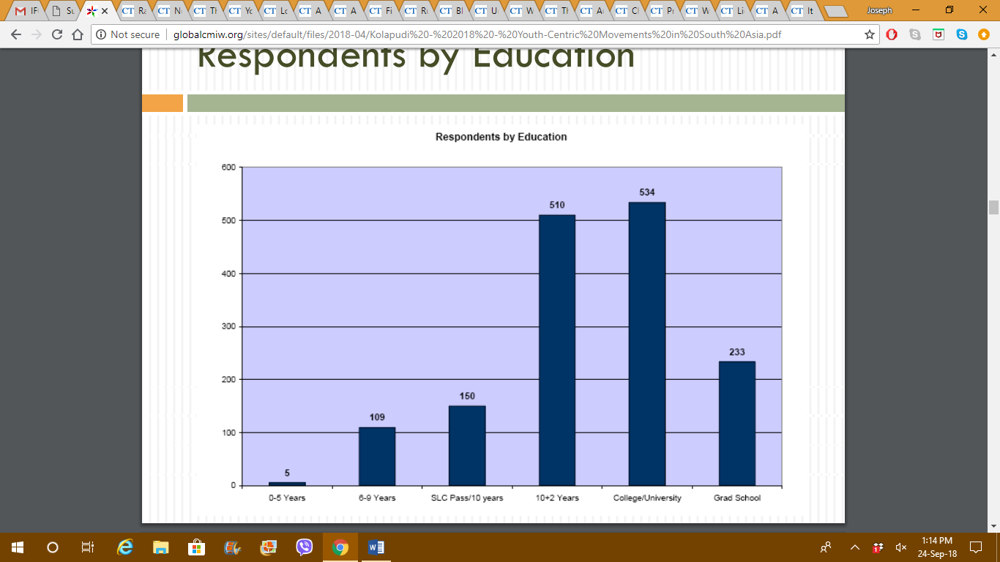 IF Su Ra N Th Yo Lo A A Fi Ru Bl U W Th A Cl Pr W Li A It Joseph
Not secure globalcmiw.org/sites/default/files/2018-04/Kolapudi%20-%202018%20-%20Youth-Centric%20Movements%20in%20South%20Asia.pdf
Respondents by Education
Respondents by Education
600
500
400
300
200
100
0
5
109
150
510
534
233
0-5 Years 6-9 Years SLC Pass/10 years 10+2 Years College/University Grad School
1:14 PM
24-Sep-18